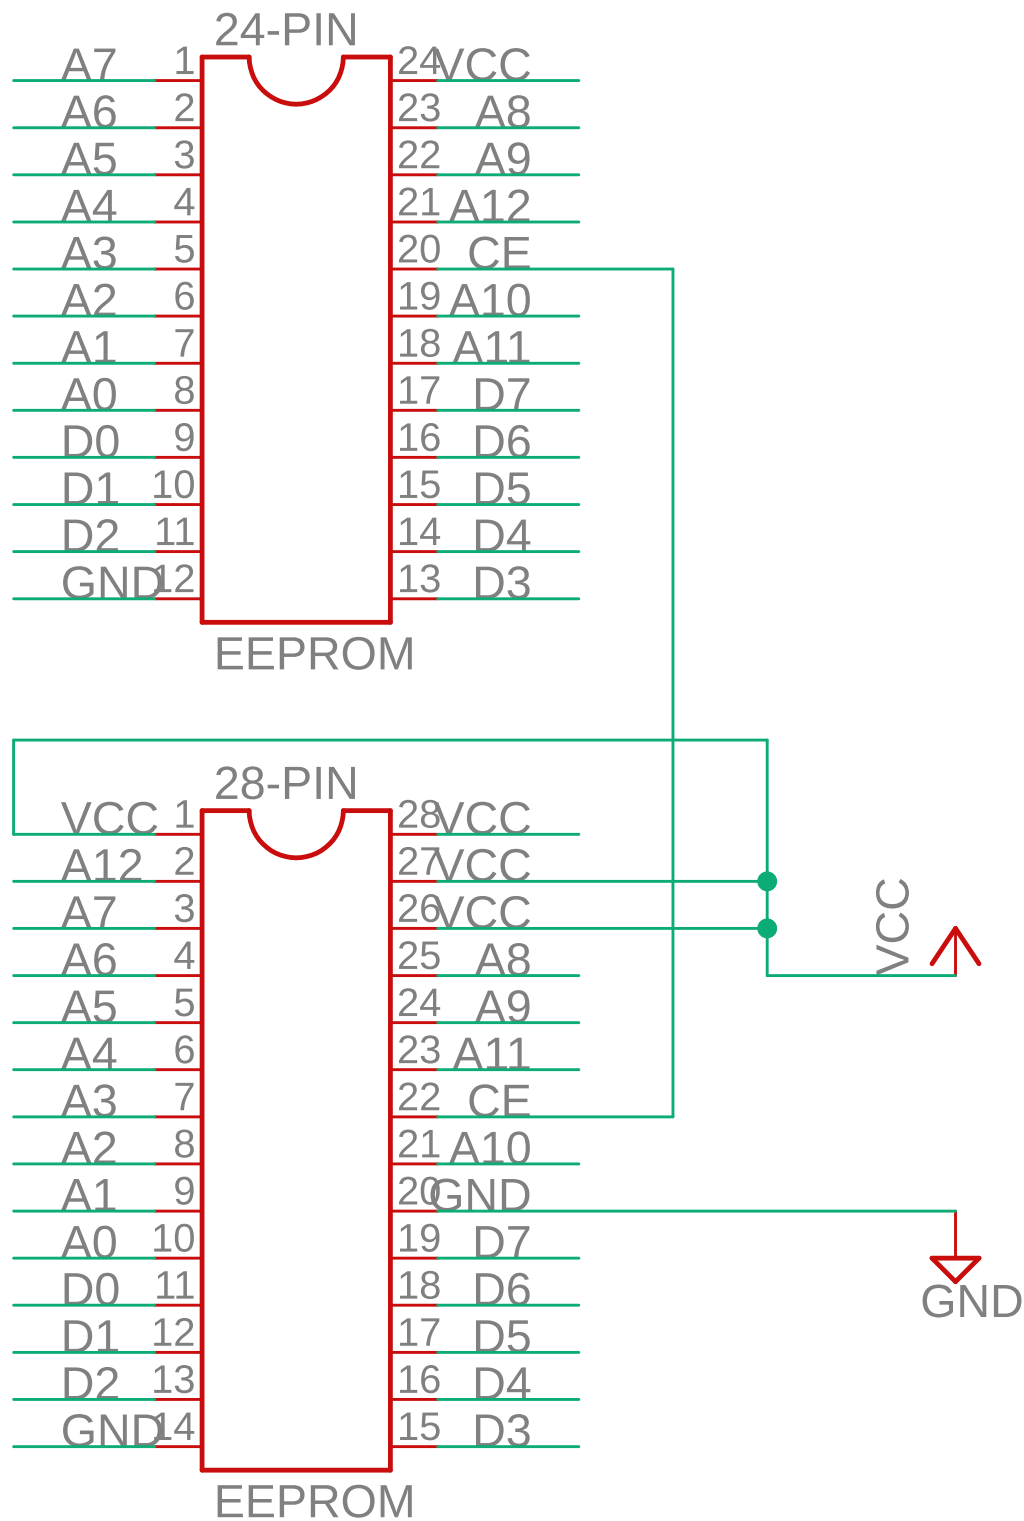 24-PIN
A7 1 24 VCC
A6 2 23 A8
A5 3 22 A9
A4 4 21 A12
A3 5 20 CE
A2 6 19 A10
A1 7 18 A11
A0 8 17 D7
D0 9 16 D6
D1 10 15 D5
D2 11 14 D4
GND 12 13 D3
EEPROM
28-PIN
VCC 1 28 VCC
A12 2 27 VCC
A7 3 26 VCC
VCC
A6 4 25 A8
A5 5 24 A9
A4 6 23 A11
A3 7 22 CE
A2 8 21 A10
A1 9 20 GND
A0 10 19 D7
D0 11 18 D6
GND
D1 12 17 D5
D2 13 16 D4
GND 14 15 D3
EEPROM